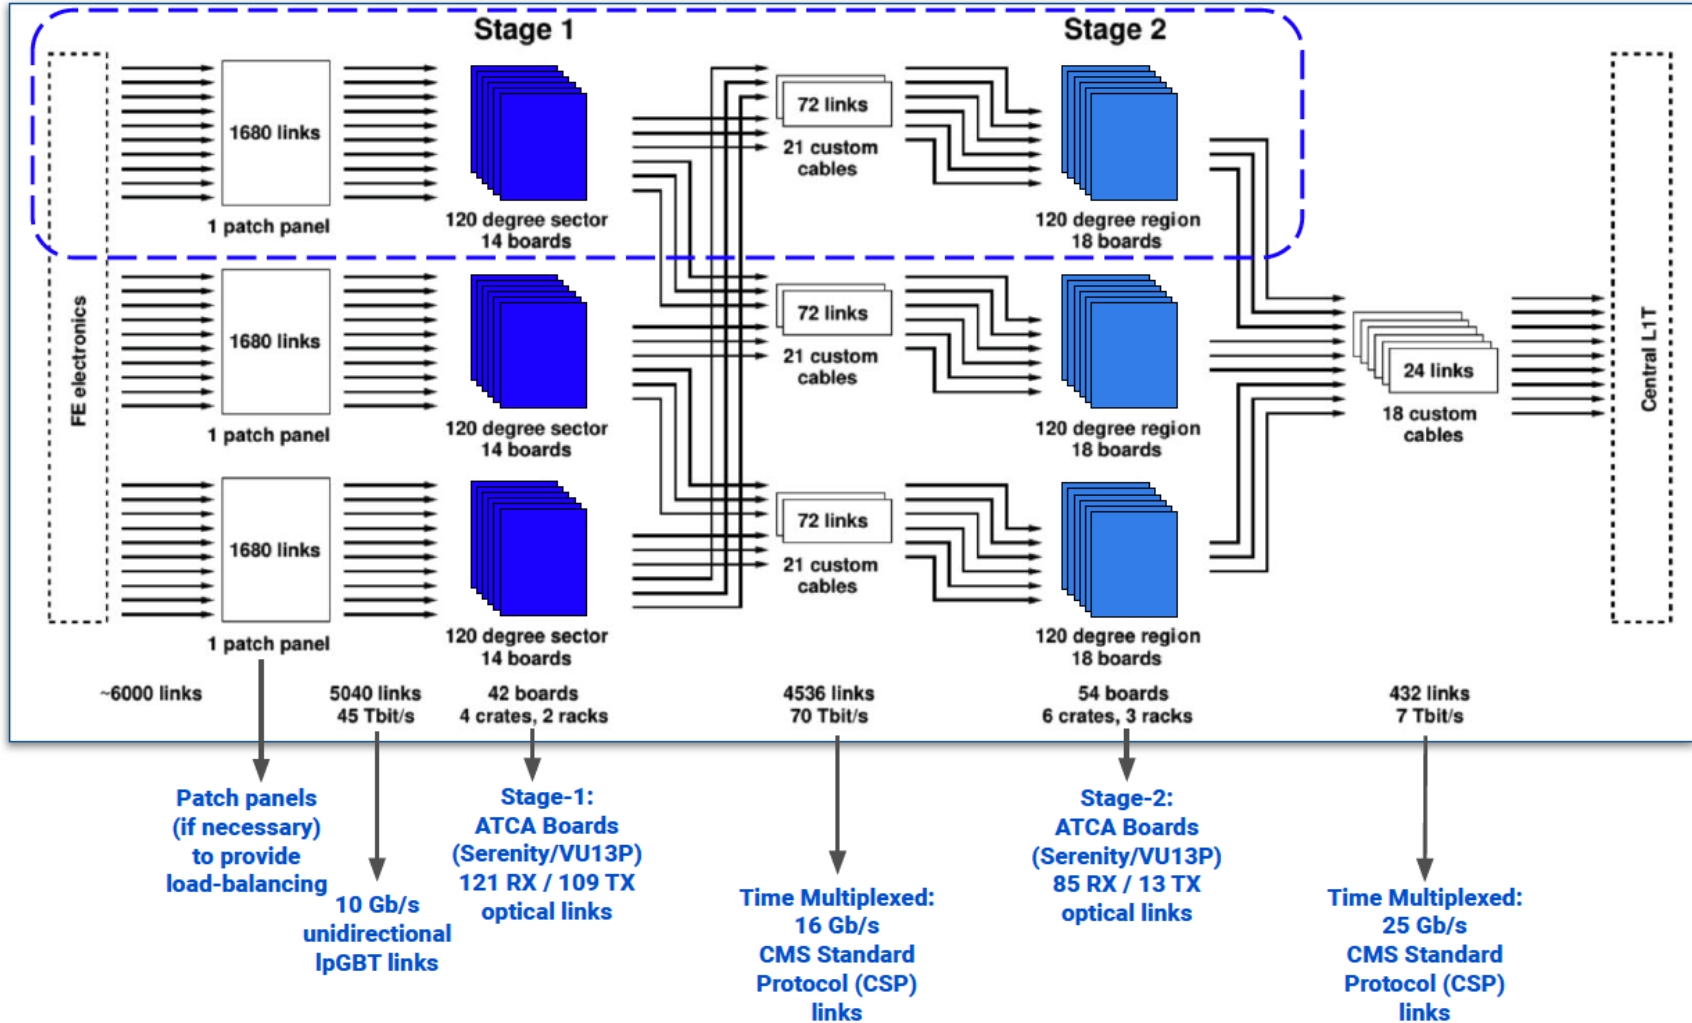 Stage 1
Stage 2
FE electronics
1680 links
1 patch panel
120 degree sector
14 boards
72 links
21 custom
cables
120 degree region
18 boards
1680 links
1 patch panel
120 degree sector
14 boards
72 links
21 custom
cables
120 degree region
18 boards
24 links
18 custom
cables
Central L1T
1680 links
1 patch panel
120 degree sector
14 boards
72 links
21 custom
cables
120 degree region
18 boards
~6000 links
5040 links
45 Tbit/s
42 boards
4 crates, 2 racks
4536 links
70 Tbit/s
54 boards
6 crates, 3 racks
432 links
7 Tbit/s
Patch panels
(if necessary)
to provide
load-balancing
10 Gb/s
unidirectional
lpGBT links
Stage-1:
ATCA Boards
(Serenity/VU13P)
121 RX / 109 TX
optical links
Time Multiplexed:
16 Gb/s
CMS Standard
Protocol (CSP)
links
Stage-2:
ATCA Boards
(Serenity/VU13P)
85 RX / 13 TX
optical links
Time Multiplexed:
25 Gb/s
CMS Standard
Protocol (CSP)
links